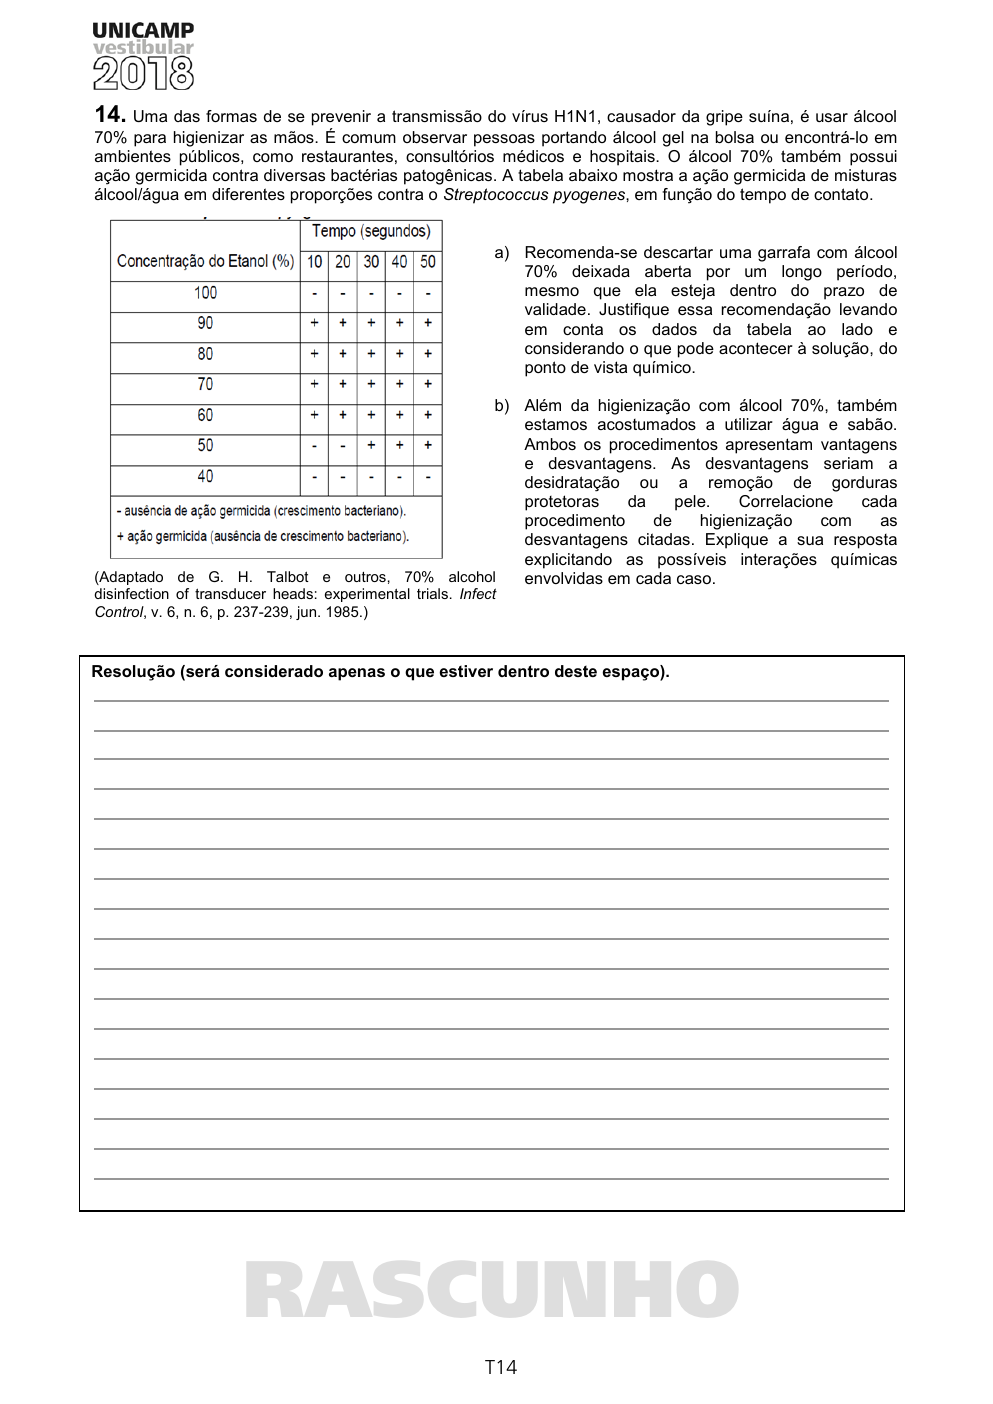 UNICAMP
vestibular
2018
14. Uma das formas de se prevenir a transmissão do vírus H1N1, causador da gripe suína, é usar álcool
70% para higienizar as mãos. É comum observar pessoas portando álcool gel na bolsa ou encontrá-lo em
ambientes públicos, como restaurantes, consultórios médicos e hospitais. O álcool 70% também possui
ação germicida contra diversas bactérias patogênicas. A tabela abaixo mostra a ação germicida de misturas
álcool/água em diferentes proporções contra o Streptococcus pyogenes, em função do tempo de contato.
Tempo (segundos)
Concentração do Etanol (%) 10 20 30 40 50
100 - - - - -
90 + + + + +
80 + + + + +
70 + + + + +
60 + + + + +
50 - - + + +
40 - - - - -
- ausência de ação germicida (crescimento bacteriano).
+ ação germicida (ausência de crescimento bacteriano).
(Adaptado de G. H. Talbot e outros, 70% alcohol
disinfection of transducer heads: experimental trials. Infect
Control, v. 6, n. 6, p. 237-239, jun. 1985.)
a) Recomenda-se descartar uma garrafa com álcool
70% deixada aberta por um longo período,
mesmo que ela esteja dentro do prazo de
validade. Justifique essa recomendação levando
em conta os dados da tabela ao lado e
considerando o que pode acontecer à solução, do
ponto de vista químico.
b) Além da higienização com álcool 70%, também
estamos acostumados a utilizar água e sabão.
Ambos os procedimentos apresentam vantagens
e desvantagens. As desvantagens seriam a
desidratação ou a remoção de gorduras
protetoras da pele. Correlacione cada
procedimento de higienização com as
desvantagens citadas. Explique a sua resposta
explicitando as possíveis interações químicas
envolvidas em cada caso.
Resolução (será considerado apenas o que estiver dentro deste espaço).
RASCUNHO
T14